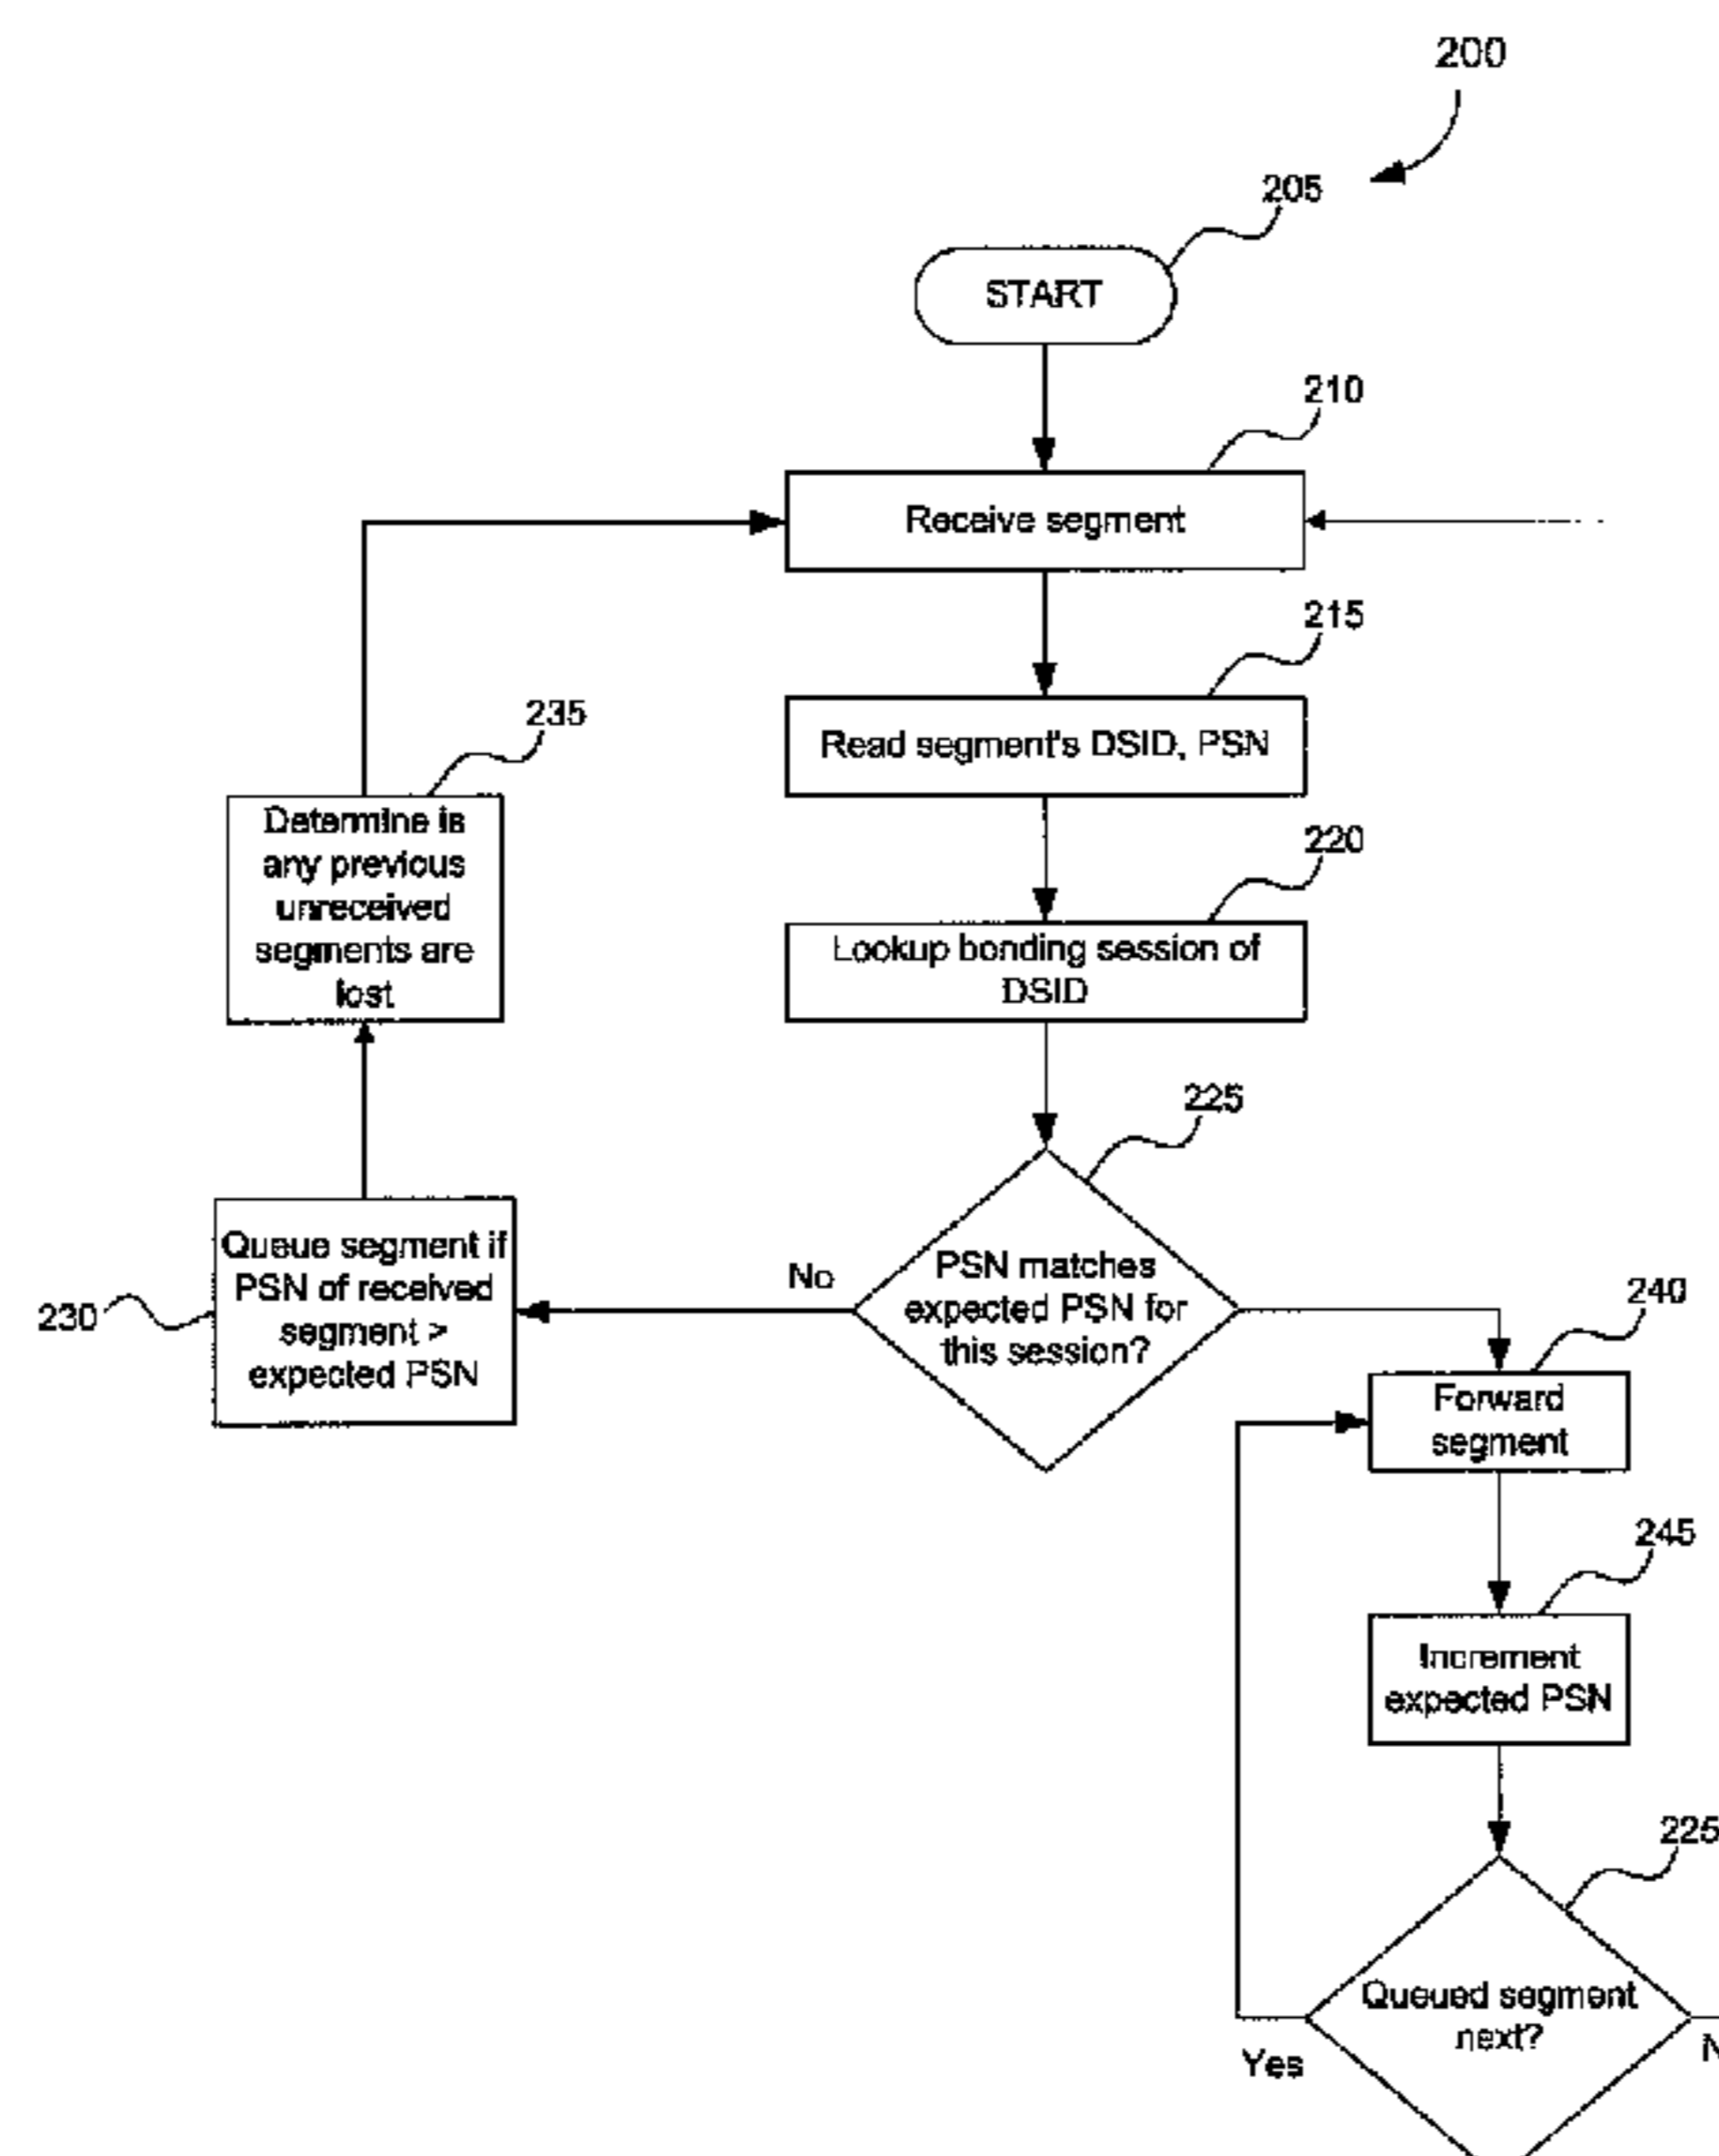 200
205
START
210
Receive segment
215
Read segment's DSID, PSN
235
Determine is
any previous
unreceived
segments are
lost
220
Lookup bonding session of
DSID
225
PSN matches
expected PSN for
this session?
No
Queue segment if
PSN of received
segment >
expected PSN
230
240
Forward
segment
245
Increment
expected PSN
225
Queued segment
next?
Yes